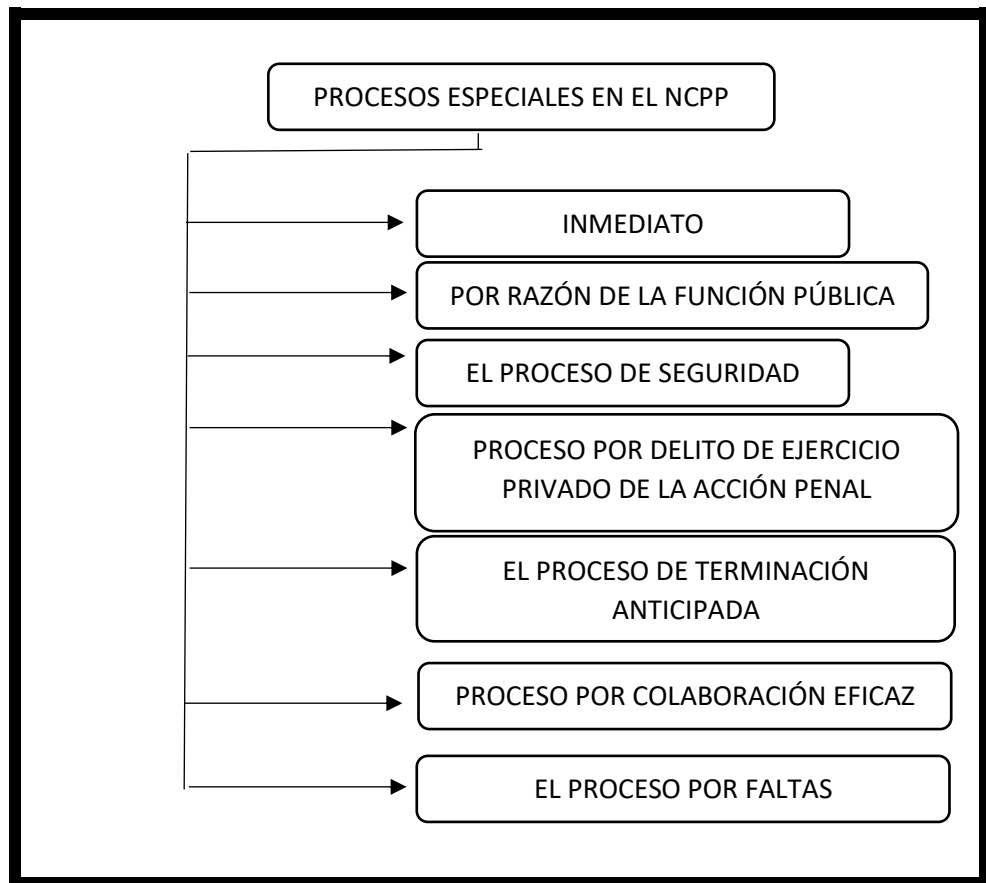 PROCESOS ESPECIALES EN EL NCPP
INMEDIATO
POR RAZÓN DE LA FUNCIÓN PÚBLICA
EL PROCESO DE SEGURIDAD
PROCESO POR DELITO DE EJERCICIO
PRIVADO DE LA ACCIÓN PENAL
EL PROCESO DE TERMINACIÓN
ANTICIPADA
PROCESO POR COLABORACIÓN EFICAZ
EL PROCESO POR FALTAS